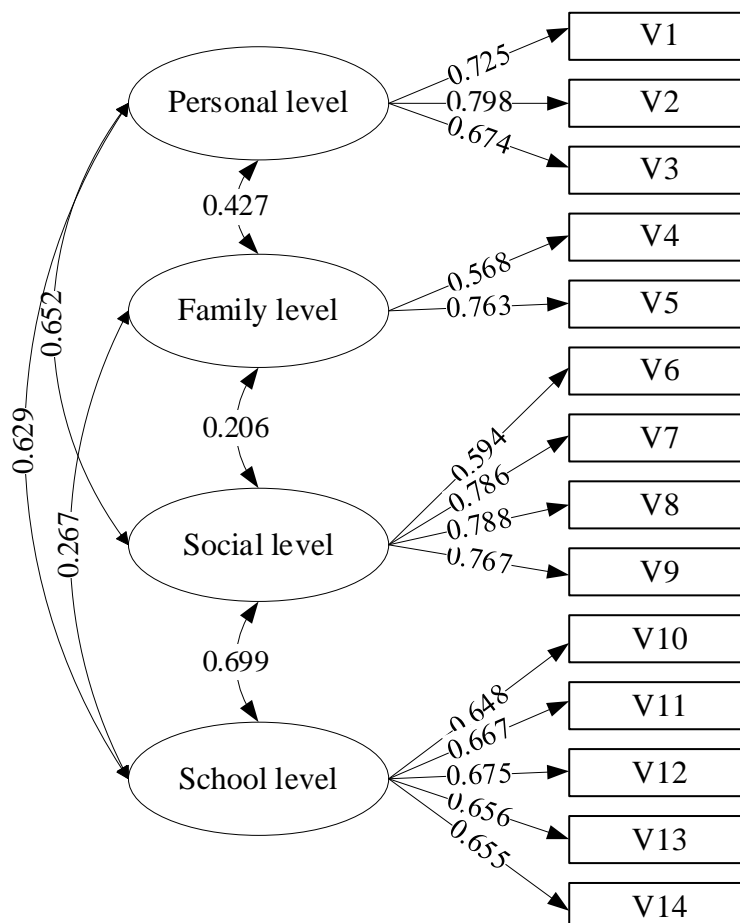 V1
0.725
Personal level
0.798
V2
0.674
V3
0.427
V4
0.568
Family level
0.763
V5
0.652
0.629
0.267
V6
0.206
0.594
V7
0.786
V8
0.788
Social level
0.767
V9
V10
0.699
0.648
V11
0.667
School level
0.675
V12
0.656
V13
0.655
V14